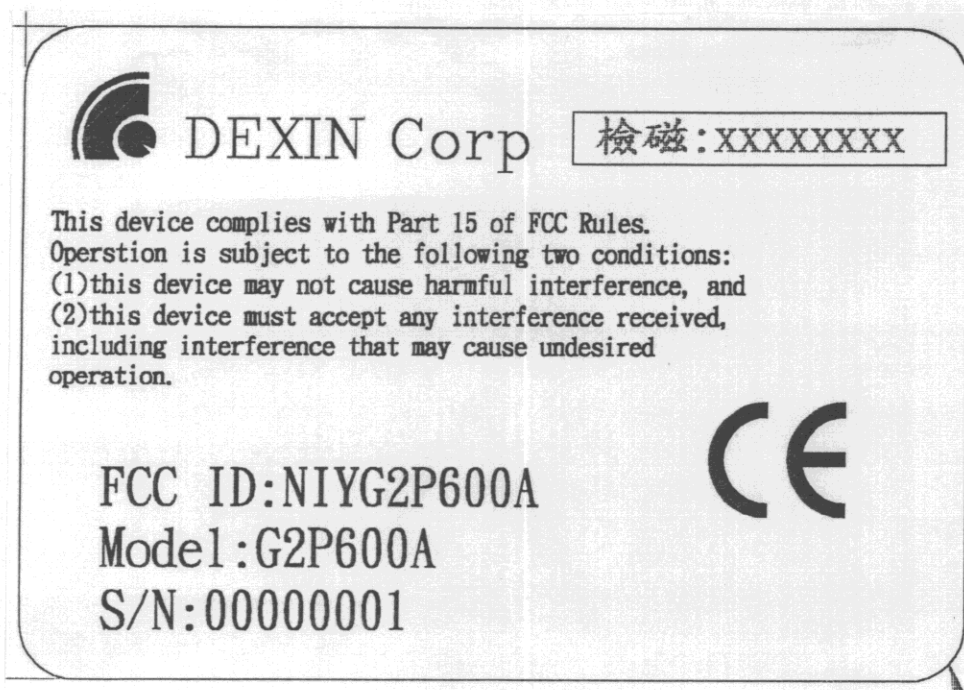 DEXIN Corp
檢磁:XXXXXXXX
This device complies with Part 15 of FCC Rules.
Operstion is subject to the following two conditions:
(1)this device may not cause harmful interference, and
(2)this device must accept any interference received,
including interference that may cause undesired
operation.
CE
FCC ID:NIYG2P600A
Model:G2P600A
S/N:00000001